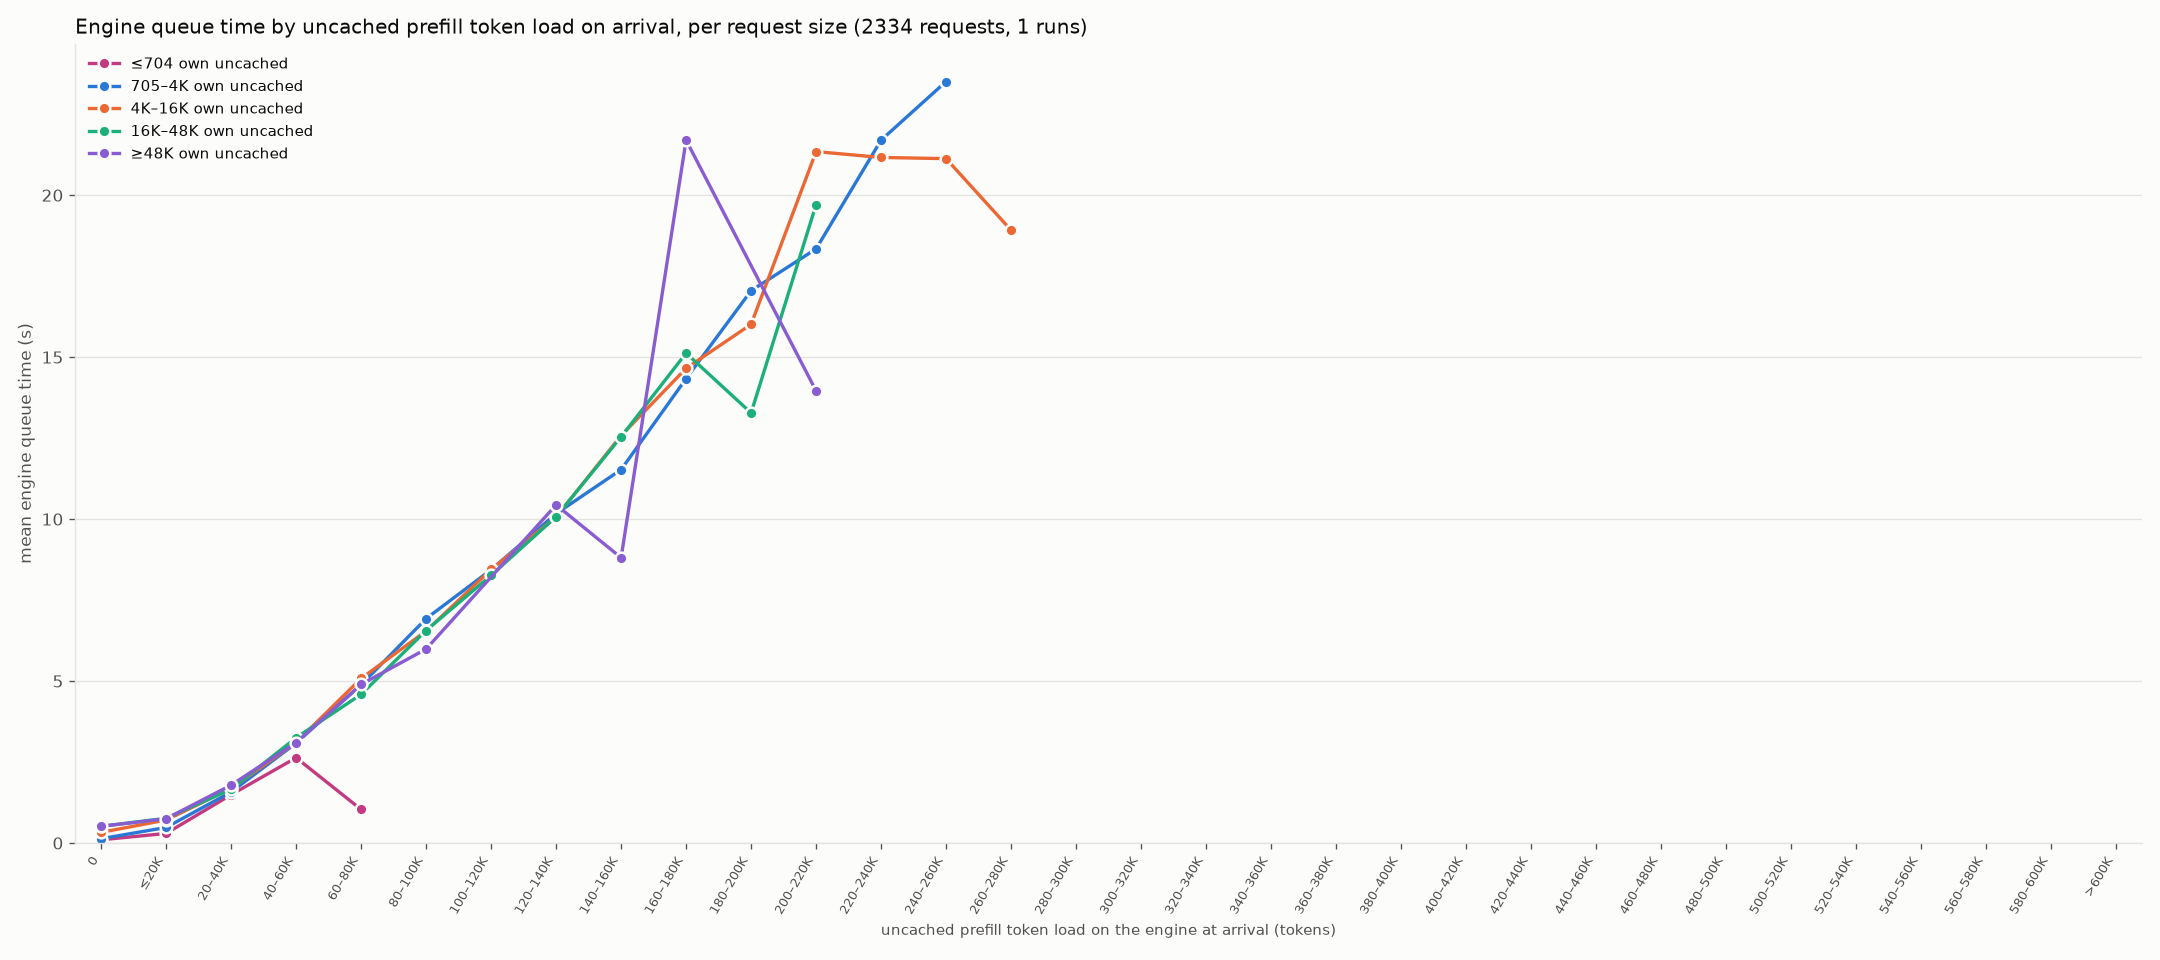 Engine queue time by uncached prefill token load on arrival, per request size (2334 requests, 1 runs)
≤704 own uncached
705–4K own uncached
4K–16K own uncached
16K–48K own uncached
≥48K own uncached
mean engine queue time (s)
20
15
10
5
0
0
≤20K
20–40K
40–60K
60–80K
80–100K
100–120K
120–140K
140–160K
160–180K
180–200K
200–220K
220–240K
240–260K
260–280K
280–300K
300–320K
320–340K
340–360K
360–380K
380–400K
400–420K
420–440K
440–460K
460–480K
480–500K
500–520K
520–540K
540–560K
560–580K
580–600K
>600K
uncached prefill token load on the engine at arrival (tokens)